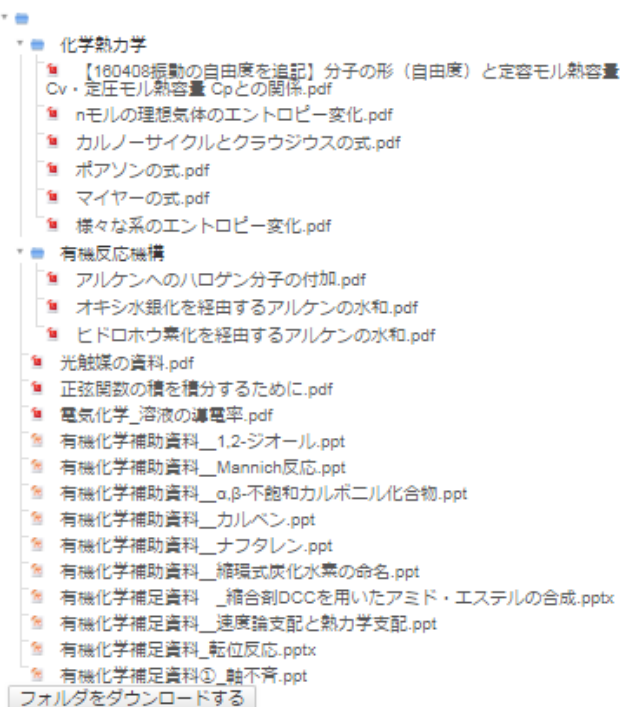 化学熱力学
【160408振動の自由度を追記】分子の形（自由度）と定容モル熱容量
Cv・定圧モル熱容量 Cpとの関係.pdf
nモルの理想気体のエントロピー変化.pdf
カルノーサイクルとクラウジウスの式.pdf
ポアソンの式.pdf
マイヤーの式.pdf
様々な系のエントロピー変化.pdf
有機反応機構
アルケンへのハロゲン分子の付加.pdf
オキシ水銀化を経由するアルケンの水和.pdf
ヒドロホウ素化を経由するアルケンの水和.pdf
光触媒の資料.pdf
正弦関数の積を積分するために.pdf
電気化学_溶液の導電率.pdf
有機化学補助資料__1,2-ジオール.ppt
有機化学補助資料__Mannich反応.ppt
有機化学補助資料__α,β-不飽和カルボニル化合物.ppt
有機化学補助資料__カルベン.ppt
有機化学補助資料__ナフタレン.ppt
有機化学補助資料__縮環式炭化水素の命名.ppt
有機化学補足資料　_縮合剤DCCを用いたアミド・エステルの合成.pptx
有機化学補足資料__速度論支配と熱力学支配.ppt
有機化学補足資料_転位反応.pptx
有機化学補足資料①_軸不斉.ppt
フォルダをダウンロードする